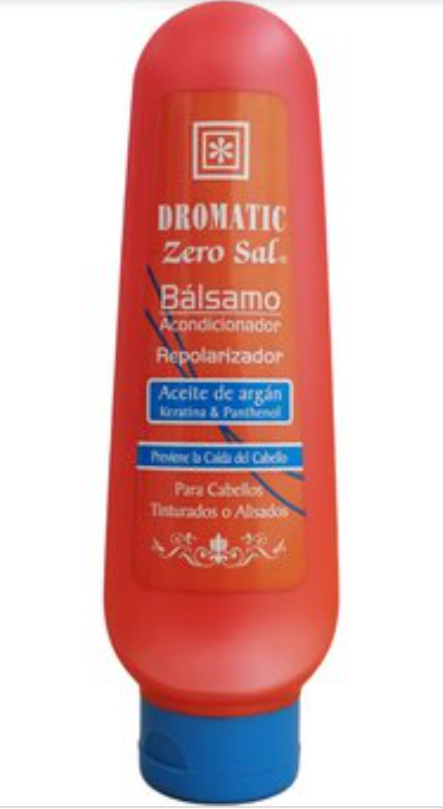 DROMATIC
Zero Sal
Bálsamo
Acondicionador
Repolarizador
Aceite de argán
Keratina & Panthenol
Previene la Caída del Cabello
Para Cabellos
Tinturados o Alisados